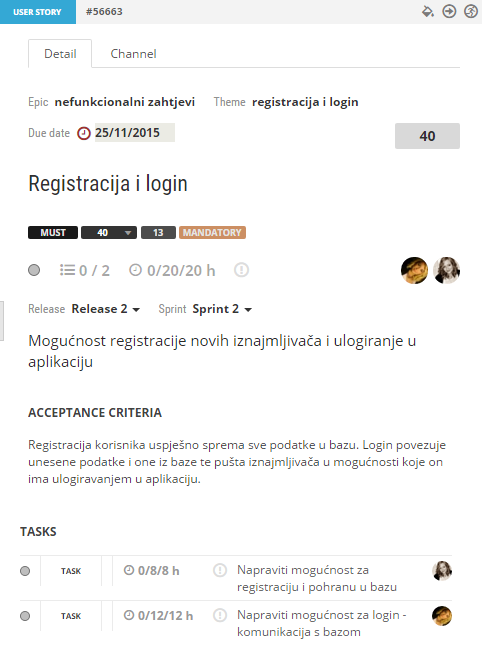 USER STORY #56663
Detail Channel
Epic nefunkcionalni zahtjevi Theme registracija i login
Due date 25/11/2015 40
Registracija i login
MUST 40 13 MANDATORY
0 / 2 0/20/20 h
Release Release 2 Sprint Sprint 2
Mogućnost registracije novih iznajmljivača i ulogiranje u
aplikaciju
ACCEPTANCE CRITERIA
Registracija korisnika uspješno sprema sve podatke u bazu. Login povezuje
unesene podatke i one iz baze te pušta iznajmljivača u mogućnosti koje on
ima ulogiravanjem u aplikaciju.
TASKS
TASK 0/8/8 h Napraviti mogućnost za
registraciju i pohranu u bazu
TASK 0/12/12 h Napraviti mogućnost za login -
komunikacija s bazom